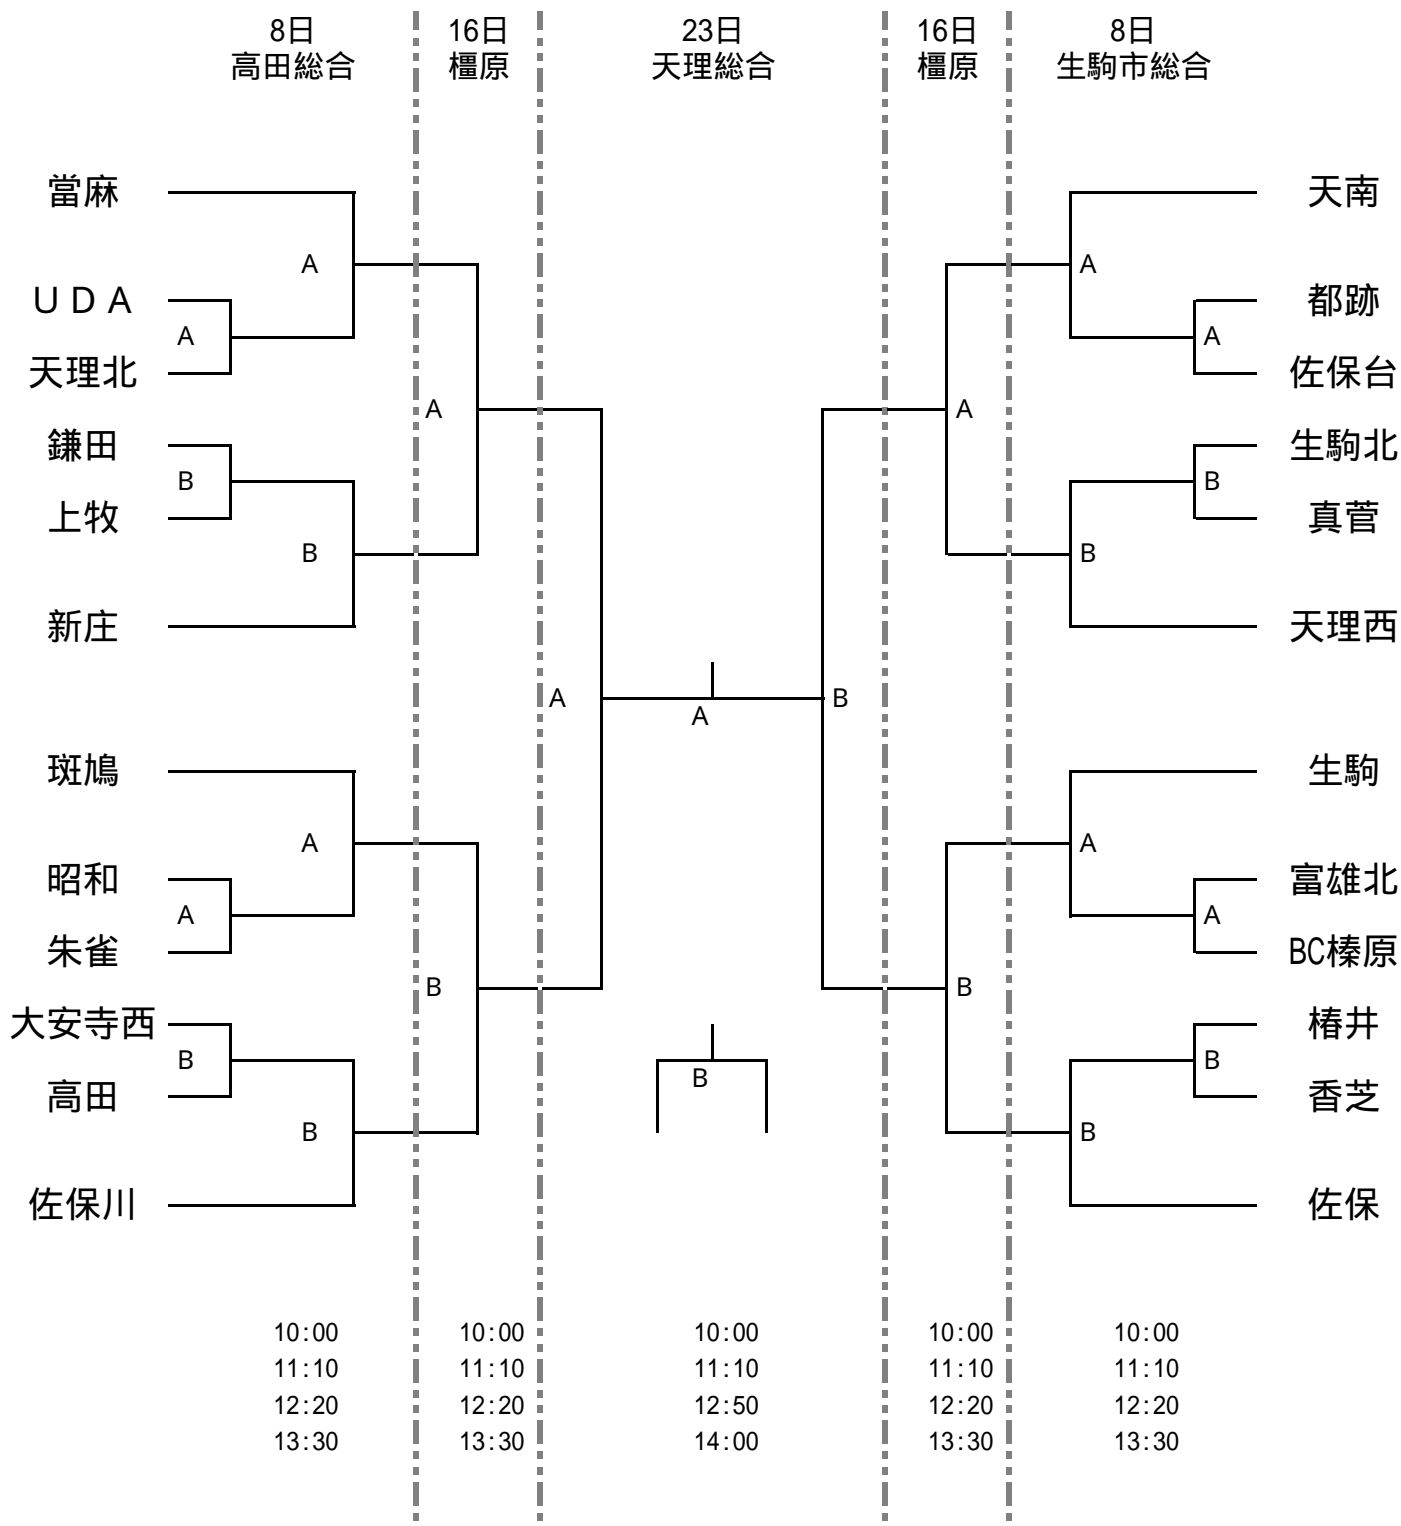 8日
高田総合
16日
橿原
23日
天理総合
16日
橿原
8日
生駒市総合
當麻
天南
A
A
ＵＤＡ
都跡
A
A
天理北
佐保台
A
A
鎌田
生駒北
B
B
上牧
真菅
B
B
新庄
天理西
A
B
A
斑鳩
生駒
A
A
昭和
富雄北
A
A
朱雀
BC榛原
B
B
大安寺西
椿井
B
B
B
高田
香芝
B
B
佐保川
佐保
10:00 10:00 10:00 10:00 10:00
11:10 11:10 11:10 11:10 11:10
12:20 12:20 12:50 12:20 12:20
13:30 13:30 14:00 13:30 13:30